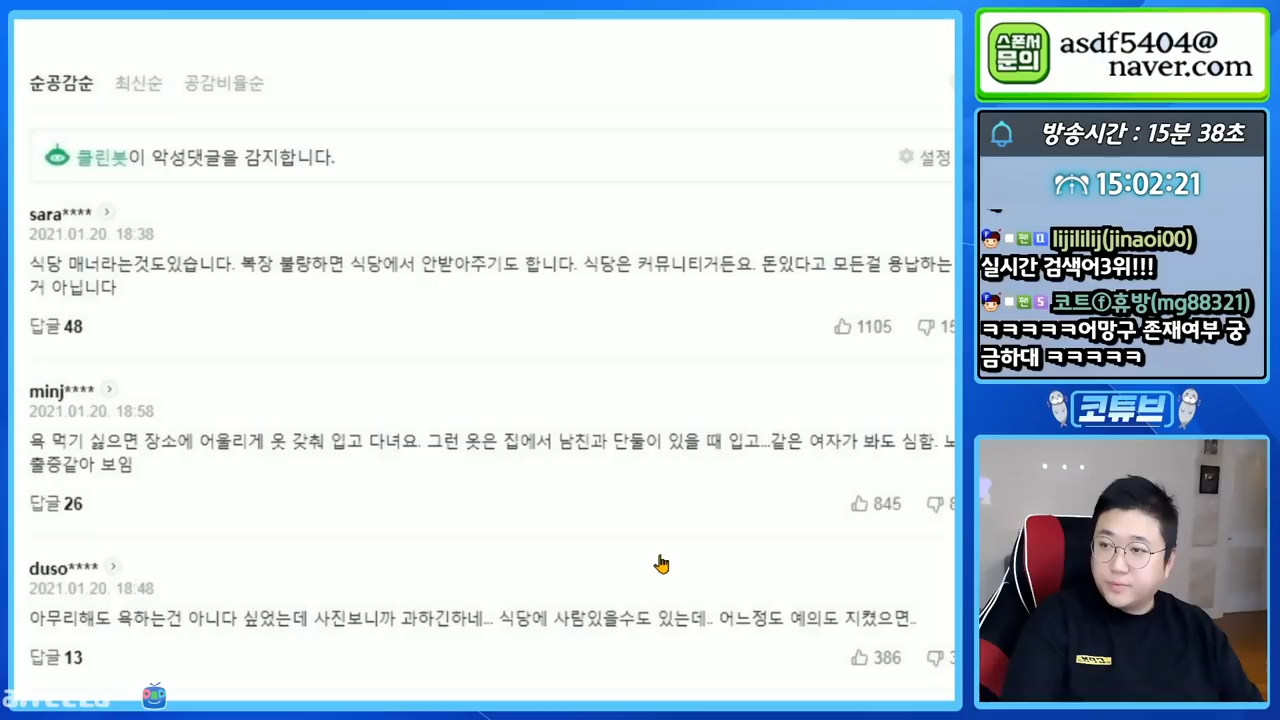 순공감순 최신순 공감비율순
클린봇이 악성댓글을 감지합니다.
설정
sara****
2021.01.20. 18:38
식당 매너라는것도있습니다. 복장 불량하면 식당에서 안받아주기도 합니다. 식당은 커뮤니티거든요. 돈있다고 모든걸 용납하는
거 아닙니다
답글 48
1105
15
minj****
2021.01.20. 18:58
욕 먹기 싫으면 장소에 어울리게 옷 갖춰 입고 다녀요. 그런 옷은 집에서 남친과 단둘이 있을 때 입고...같은 여자가 봐도 심함. 노
출증같아 보임
답글 26
845
8
duso****
2021.01.20. 18:48
아무리해도 욕하는건 아니다 싶었는데 사진보니까 과하긴하네... 식당에 사람있을수도 있는데.. 어느정도 예의도 지켰으면..
답글 13
386
3
스폰서
문의
asdf5404@
naver.com
방송시간 : 15분 38초
15:02:21
팬 lijililij(jinaoi00)
실시간 검색어3위!!!
팬 5 코트ⓕ휴방(mg88321)
ㅋㅋㅋㅋㅋ어망구 존재여부 궁
금하대 ㅋㅋㅋㅋㅋ
코튜브